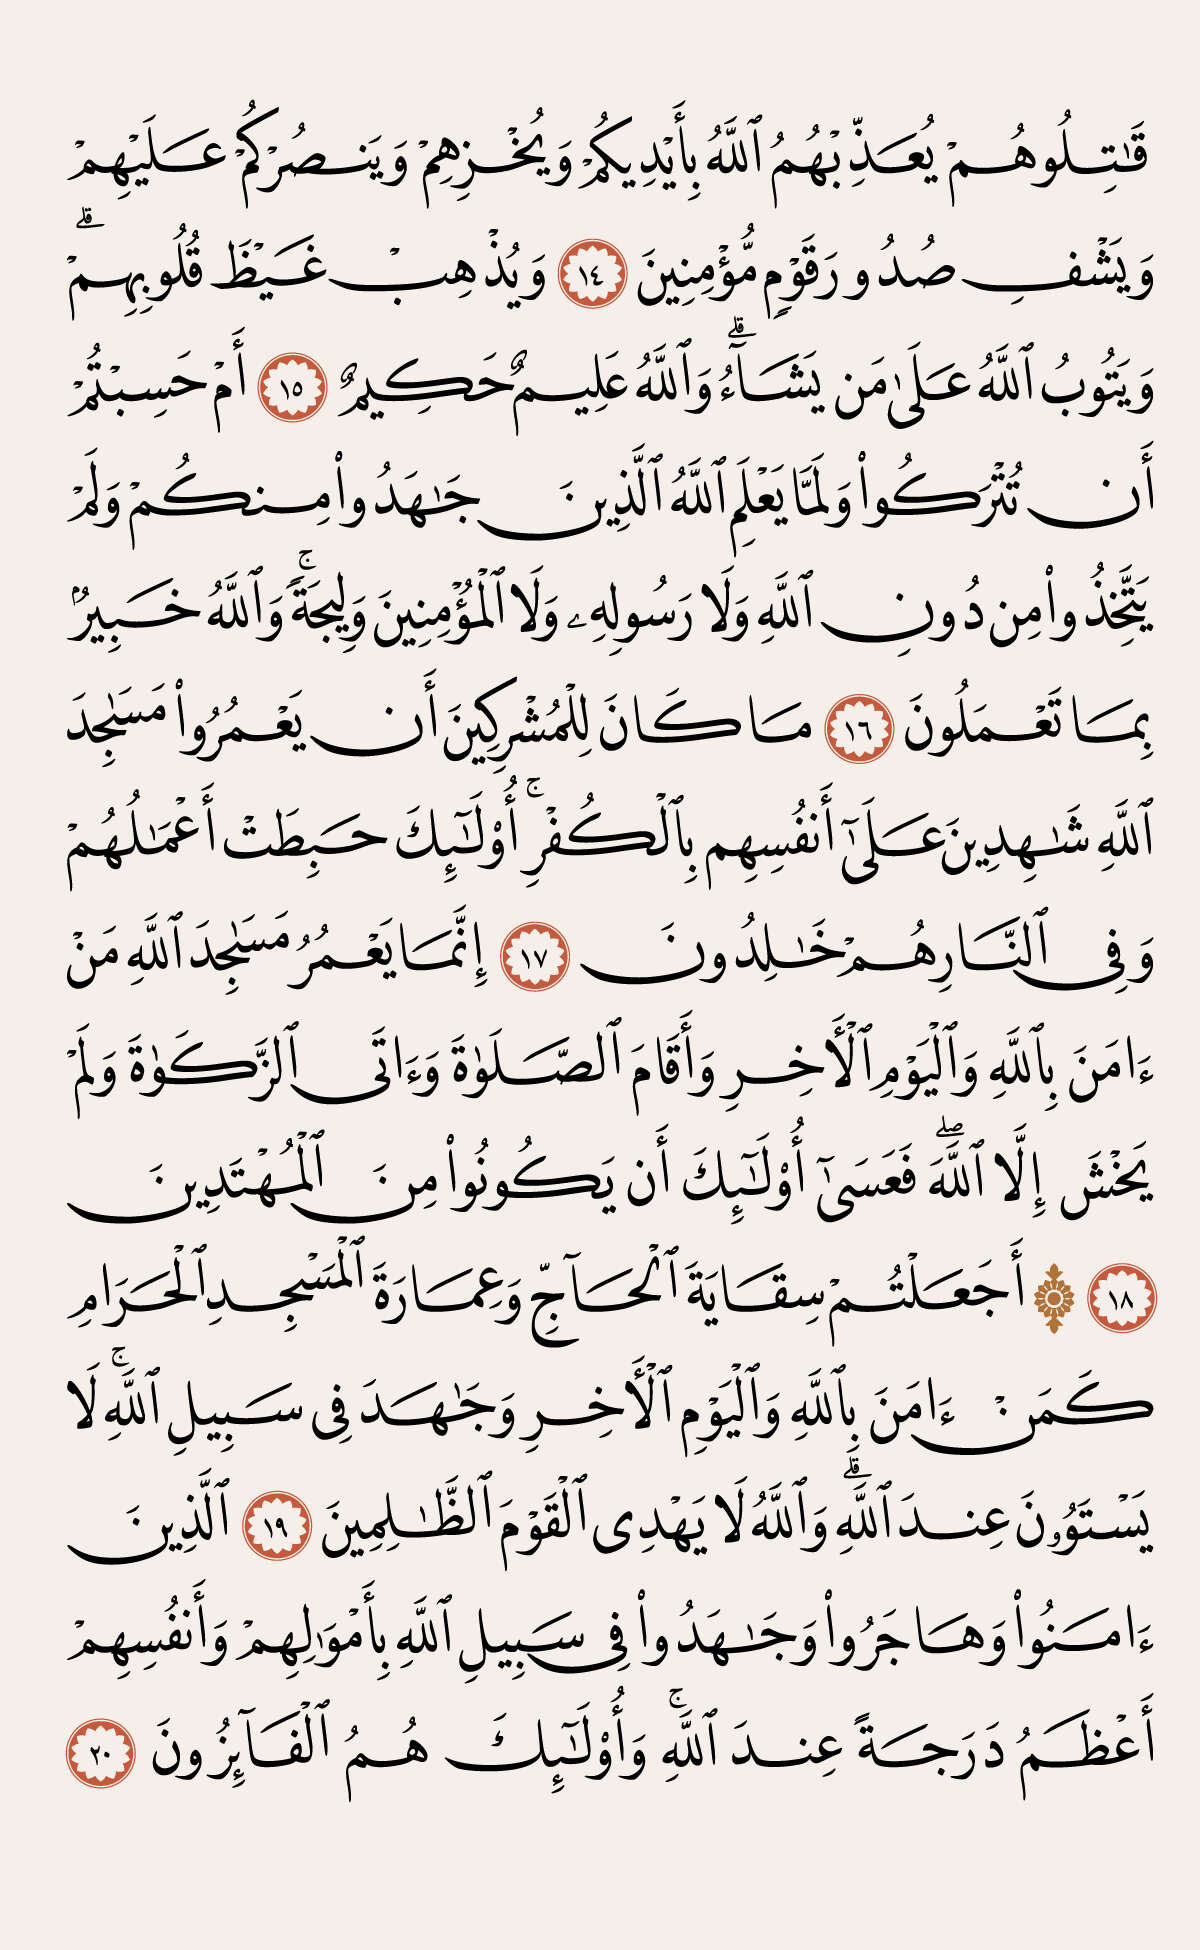 قَٰتِلُوهُمْ يُعَذِّبْهُمُ ٱللَّهُ بِأَيْدِيكُمْ وَيُخْزِهِمْ وَيَنصُرْكُمْ عَلَيْهِمْ
وَيَشْفِ صُدُورَ قَوْمٍ مُّؤْمِنِينَ ١٤ وَيُذْهِبْ غَيْظَ قُلُوبِهِمْ ۗ
وَيَتُوبُ ٱللَّهُ عَلَىٰ مَن يَشَآءُ ۗ وَٱللَّهُ عَلِيمٌ حَكِيمٌ ١٥ أَمْ حَسِبْتُمْ
أَن تُتْرَكُوا۟ وَلَمَّا يَعْلَمِ ٱللَّهُ ٱلَّذِينَ جَٰهَدُوا۟ مِنكُمْ وَلَمْ
يَتَّخِذُوا۟ مِن دُونِ ٱللَّهِ وَلَا رَسُولِهِۦ وَلَا ٱلْمُؤْمِنِينَ وَلِيجَةً ۚ وَٱللَّهُ خَبِيرٌۢ
بِمَا تَعْمَلُونَ ١٦ مَا كَانَ لِلْمُشْرِكِينَ أَن يَعْمُرُوا۟ مَسَٰجِدَ
ٱللَّهِ شَٰهِدِينَ عَلَىٰٓ أَنفُسِهِم بِٱلْكُفْرِ ۚ أُو۟لَٰٓئِكَ حَبِطَتْ أَعْمَٰلُهُمْ
وَفِى ٱلنَّارِ هُمْ خَٰلِدُونَ ١٧ إِنَّمَا يَعْمُرُ مَسَٰجِدَ ٱللَّهِ مَنْ
ءَامَنَ بِٱللَّهِ وَٱلْيَوْمِ ٱلْأَخِرِ وَأَقَامَ ٱلصَّلَوٰةَ وَءَاتَى ٱلزَّكَوٰةَ وَلَمْ
يَخْشَ إِلَّا ٱللَّهَ ۖ فَعَسَىٰٓ أُو۟لَٰٓئِكَ أَن يَكُونُوا۟ مِنَ ٱلْمُهْتَدِينَ
١٨ ۞ أَجَعَلْتُمْ سِقَايَةَ ٱلْحَآجِّ وَعِمَارَةَ ٱلْمَسْجِدِ ٱلْحَرَامِ
كَمَنْ ءَامَنَ بِٱللَّهِ وَٱلْيَوْمِ ٱلْأَخِرِ وَجَٰهَدَ فِى سَبِيلِ ٱللَّهِ ۚ لَا
يَسْتَوُۥنَ عِندَ ٱللَّهِ ۗ وَٱللَّهُ لَا يَهْدِى ٱلْقَوْمَ ٱلظَّٰلِمِينَ ١٩ ٱلَّذِينَ
ءَامَنُوا۟ وَهَاجَرُوا۟ وَجَٰهَدُوا۟ فِى سَبِيلِ ٱللَّهِ بِأَمْوَٰلِهِمْ وَأَنفُسِهِمْ
أَعْظَمُ دَرَجَةً عِندَ ٱللَّهِ ۚ وَأُو۟لَٰٓئِكَ هُمُ ٱلْفَآئِزُونَ ٢٠